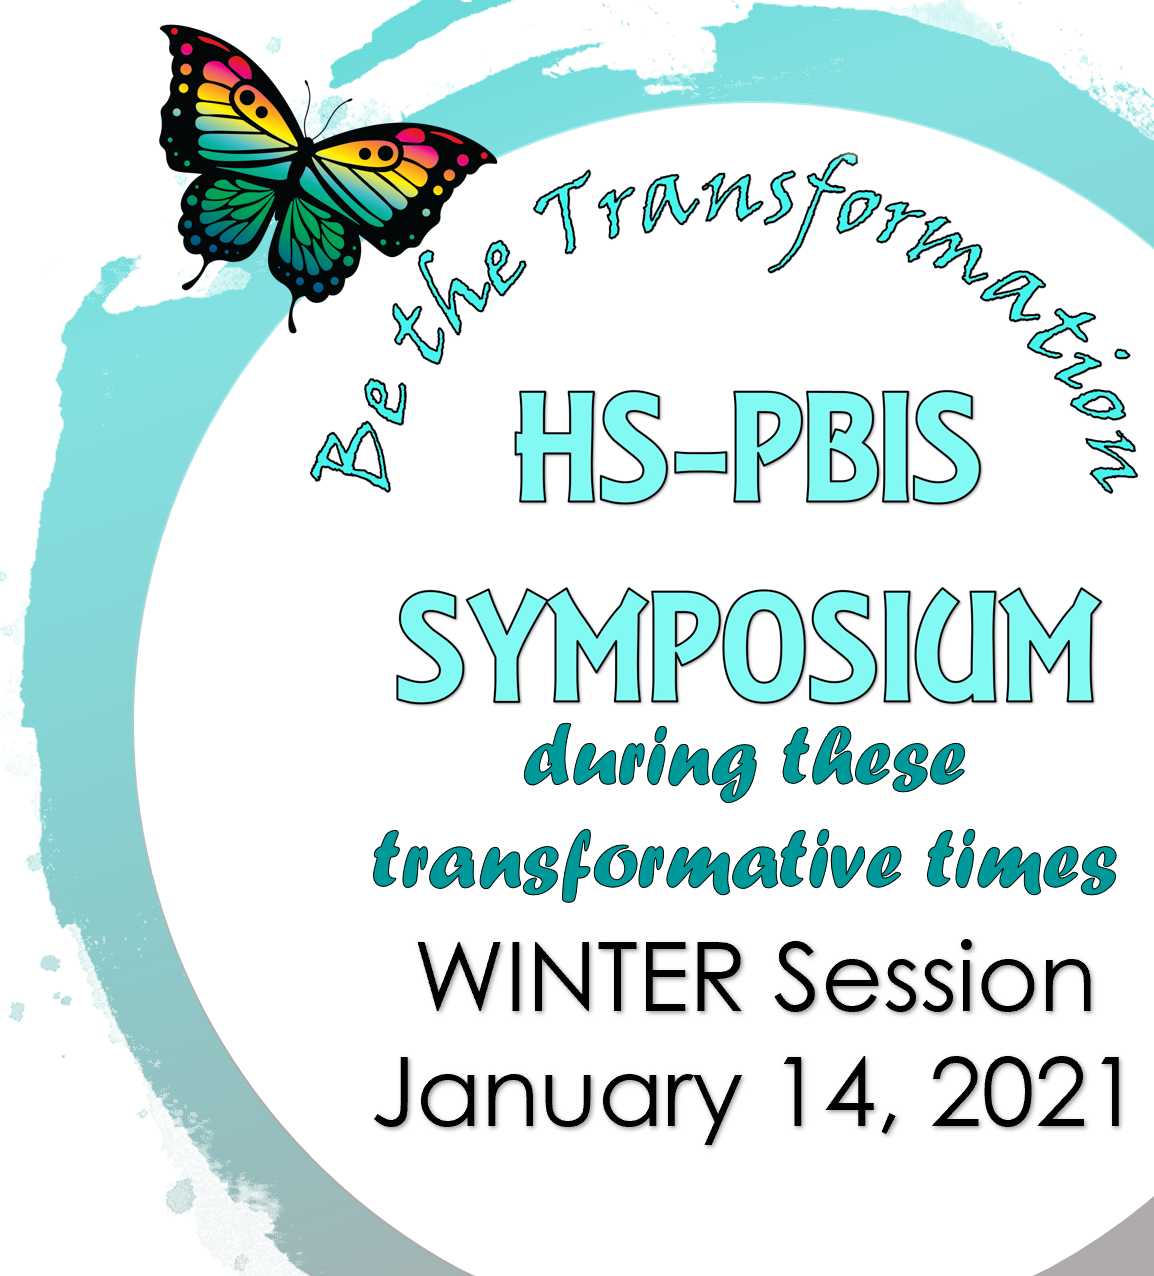 Be the Transformation
HS-PBIS
SYMPOSIUM
during these
transformative times
WINTER Session
January 14, 2021